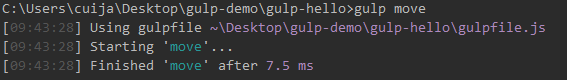 C:\Users\cuija\Desktop\gulp-demo\gulp-hello>gulp move
[09:43:28] Using gulpfile ~\Desktop\gulp-demo\gulp-hello\gulpfile.js
[09:43:28] Starting 'move'...
[09:43:28] Finished 'move' after 7.5 ms